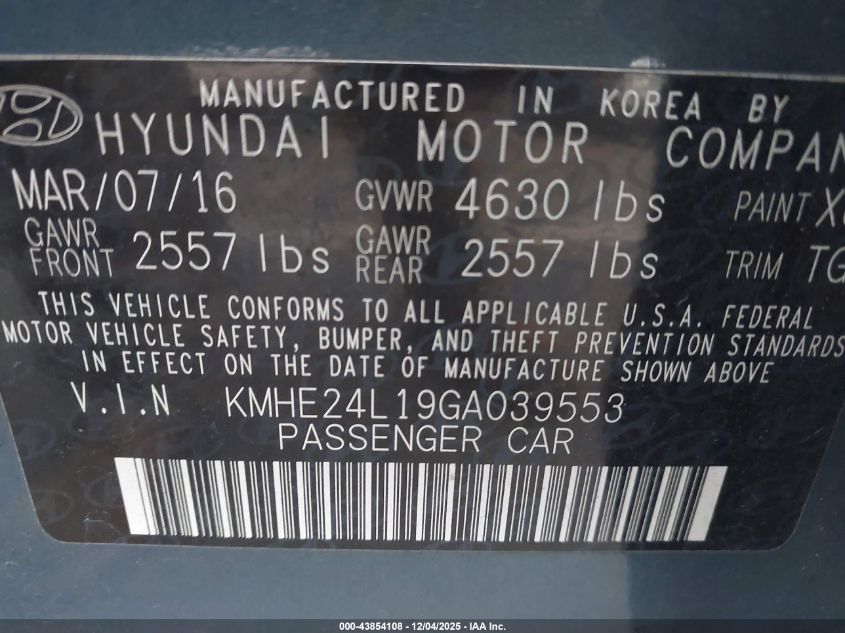 MANUFACTURED IN KOREA BY
HYUNDAI MOTOR
MAR/07/16 GVWR 4630 lbs PAINT
GAWR FRONT 2557 lbs GAWR REAR 2557 lbs TRIM TG
THIS VEHICLE CONFORMS TO ALL APPLICABLE U.S.A. FEDERAL
MOTOR VEHICLE SAFETY, BUMPER, AND THEFT PREVENTION STANDARDS
IN EFFECT ON THE DATE OF MANUFACTURE SHOWN ABOVE
V.I.N KMHE24L19GA039553
PASSENGER CAR
000-43854108 - 12/04/2025 - IAA Inc.